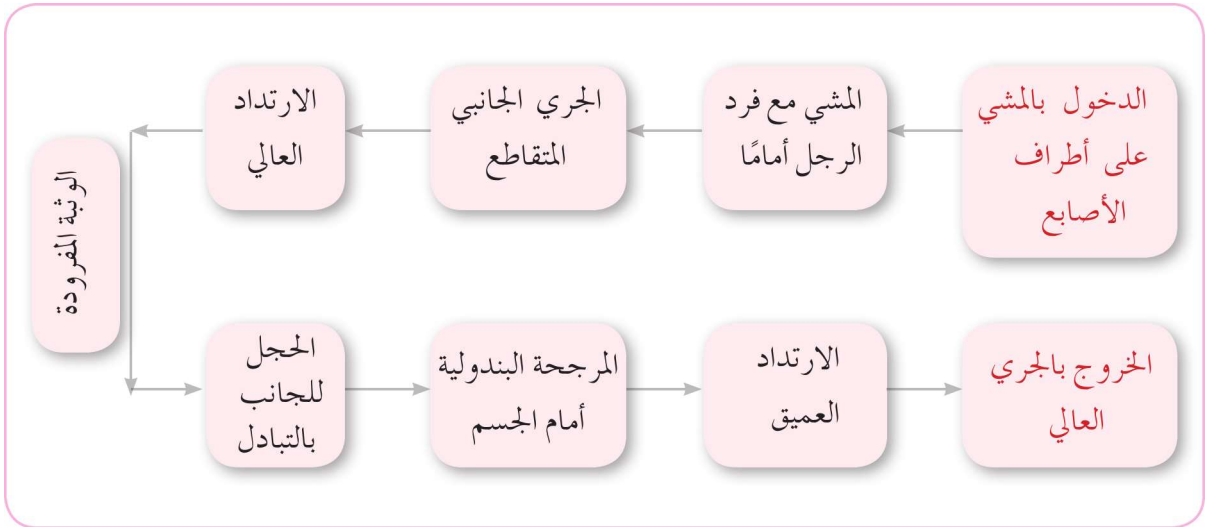 الدخول بالمشي
على أطراف
الأصابع
المشي مع فرد
الرجل أمامًا
الجري الجانبي
المتقاطع
الارتداد
العالي
الوثبة المفرودة
الحجل
للجانب
بالتبادل
المرجحة البندولية
أمام الجسم
الارتداد
العميق
الخروج بالجري
العالي